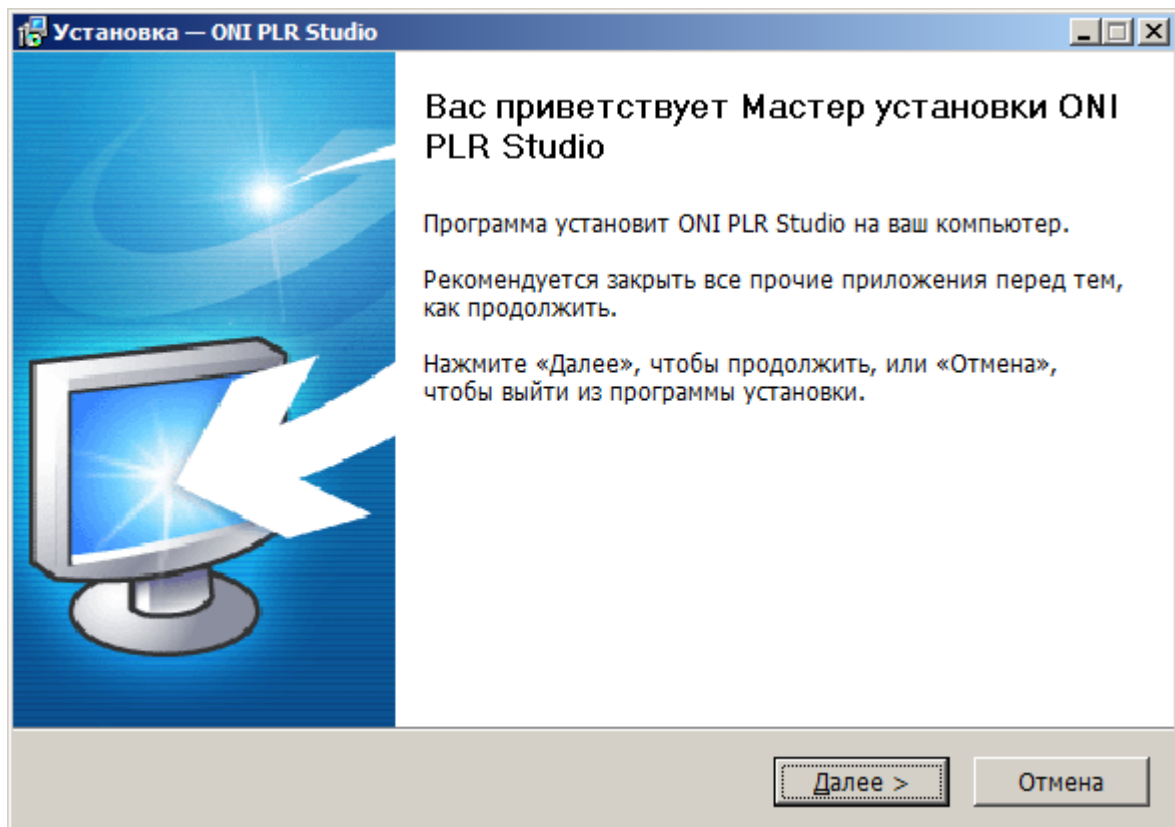 Установка — ONI PLR Studio
Вас приветствует Мастер установки ONI
PLR Studio
Программа установит ONI PLR Studio на ваш компьютер.
Рекомендуется закрыть все прочие приложения перед тем,
как продолжить.
Нажмите «Далее», чтобы продолжить, или «Отмена»,
чтобы выйти из программы установки.
Далее >
Отмена